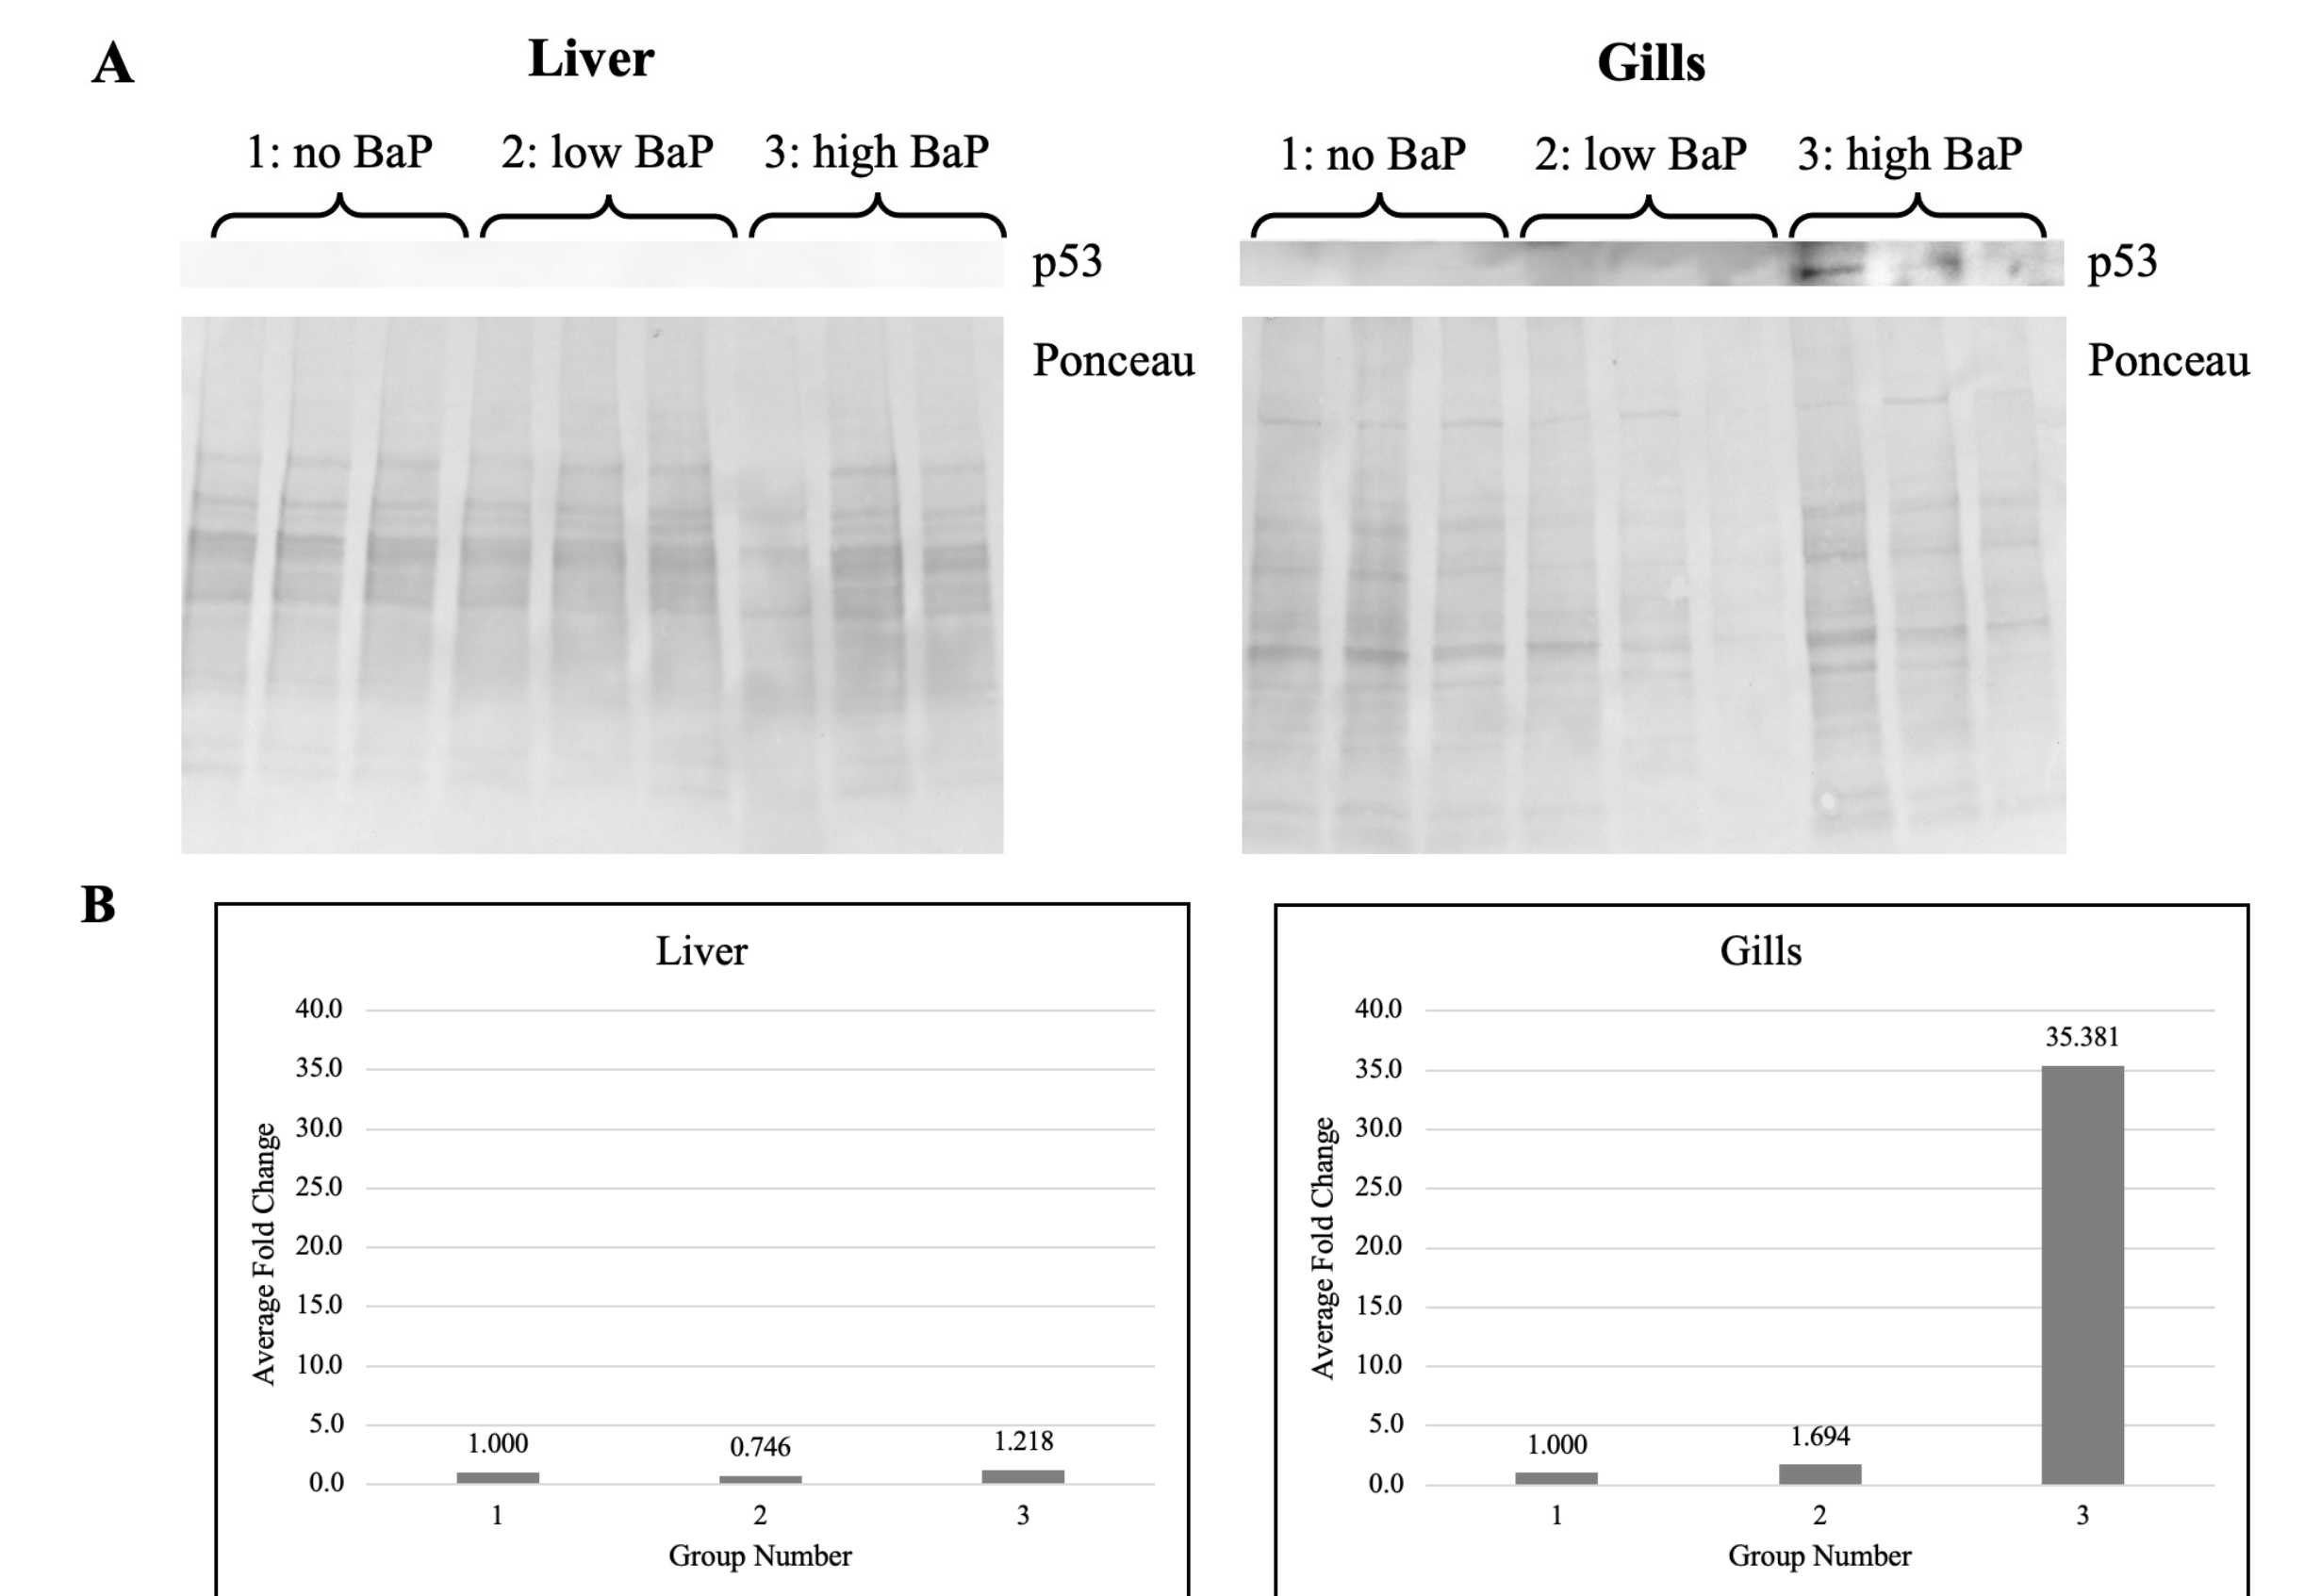 A
Liver
Gills
1: no BaP 2: low BaP 3: high BaP
1: no BaP 2: low BaP 3: high BaP
p53
p53
Ponceau
Ponceau
B
Liver
40.0
35.0
30.0
25.0
20.0
15.0
10.0
5.0
0.0
Average Fold Change
1.000
0.746
1.218
1 2 3
Group Number
Gills
40.0
35.0
30.0
25.0
20.0
15.0
10.0
5.0
0.0
Average Fold Change
1.000
1.694
35.381
1 2 3
Group Number